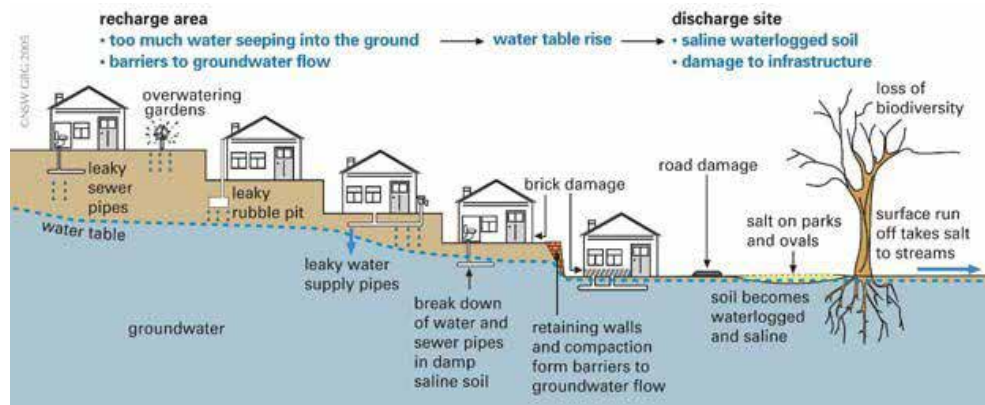 recharge area
• too much water seeping into the ground
• barriers to groundwater flow
water table rise
discharge site
• saline waterlogged soil
• damage to infrastructure
©NSW GRG 2005
overwatering
gardens
leaky
sewer
pipes
leaky
rubble pit
water table
leaky water
supply pipes
groundwater
break down
of water and
sewer pipes
in damp
saline soil
brick damage
retaining walls
and compaction
form barriers to
groundwater flow
road damage
salt on parks
and ovals
soil becomes
waterlogged
and saline
loss of
biodiversity
surface run
off takes salt
to streams